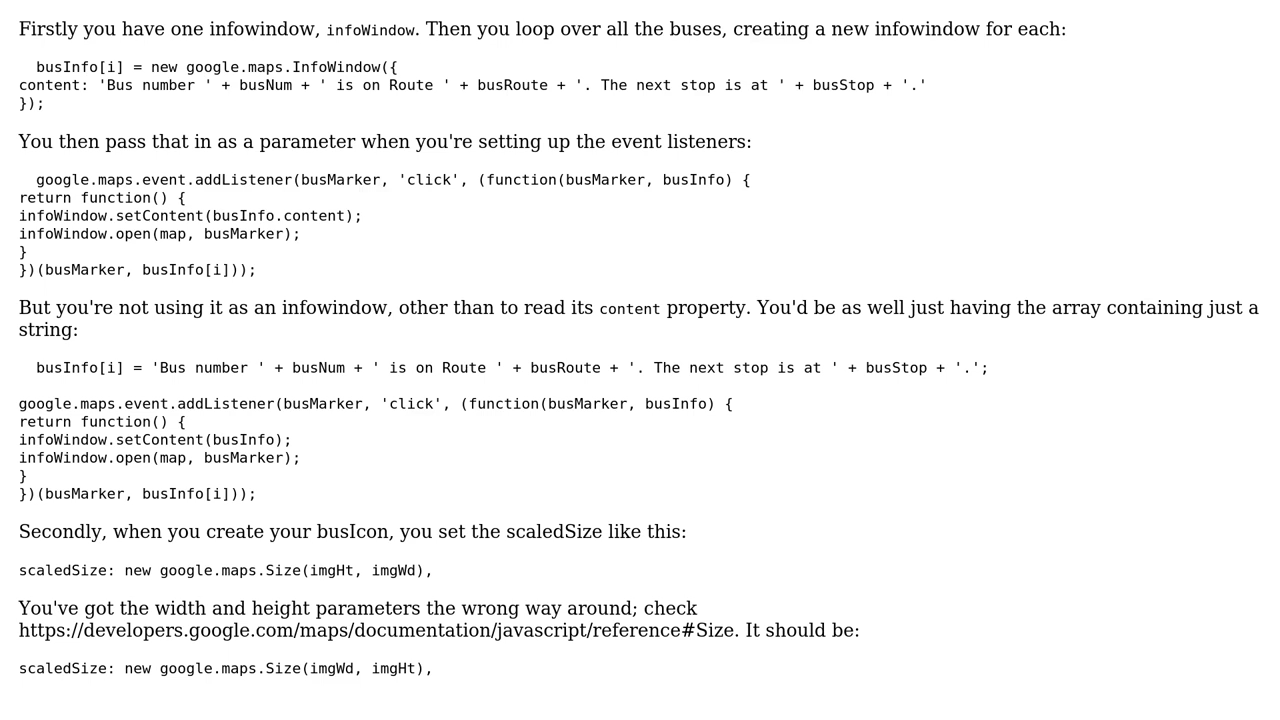 Firstly you have one infowindow, infoWindow. Then you loop over all the buses, creating a new infowindow for each:
busInfo[i] = new google.maps.InfoWindow({
content: 'Bus number ' + busNum + ' is on Route ' + busRoute + '. The next stop is at ' + busStop + '.'
});
You then pass that in as a parameter when you're setting up the event listeners:
google.maps.event.addListener(busMarker, 'click', (function(busMarker, busInfo) {
return function() {
infoWindow.setContent(busInfo.content);
infoWindow.open(map, busMarker);
}
})(busMarker, busInfo[i]));
But you're not using it as an infowindow, other than to read its content property. You'd be as well just having the array containing just a
string:
busInfo[i] = 'Bus number ' + busNum + ' is on Route ' + busRoute + '. The next stop is at ' + busStop + '.';
google.maps.event.addListener(busMarker, 'click', (function(busMarker, busInfo) {
return function() {
infoWindow.setContent(busInfo);
infoWindow.open(map, busMarker);
}
})(busMarker, busInfo[i]));
Secondly, when you create your busIcon, you set the scaledSize like this:
scaledSize: new google.maps.Size(imgHt, imgWd),
You've got the width and height parameters the wrong way around; check
https://developers.google.com/maps/documentation/javascript/reference#Size. It should be:
scaledSize: new google.maps.Size(imgWd, imgHt),